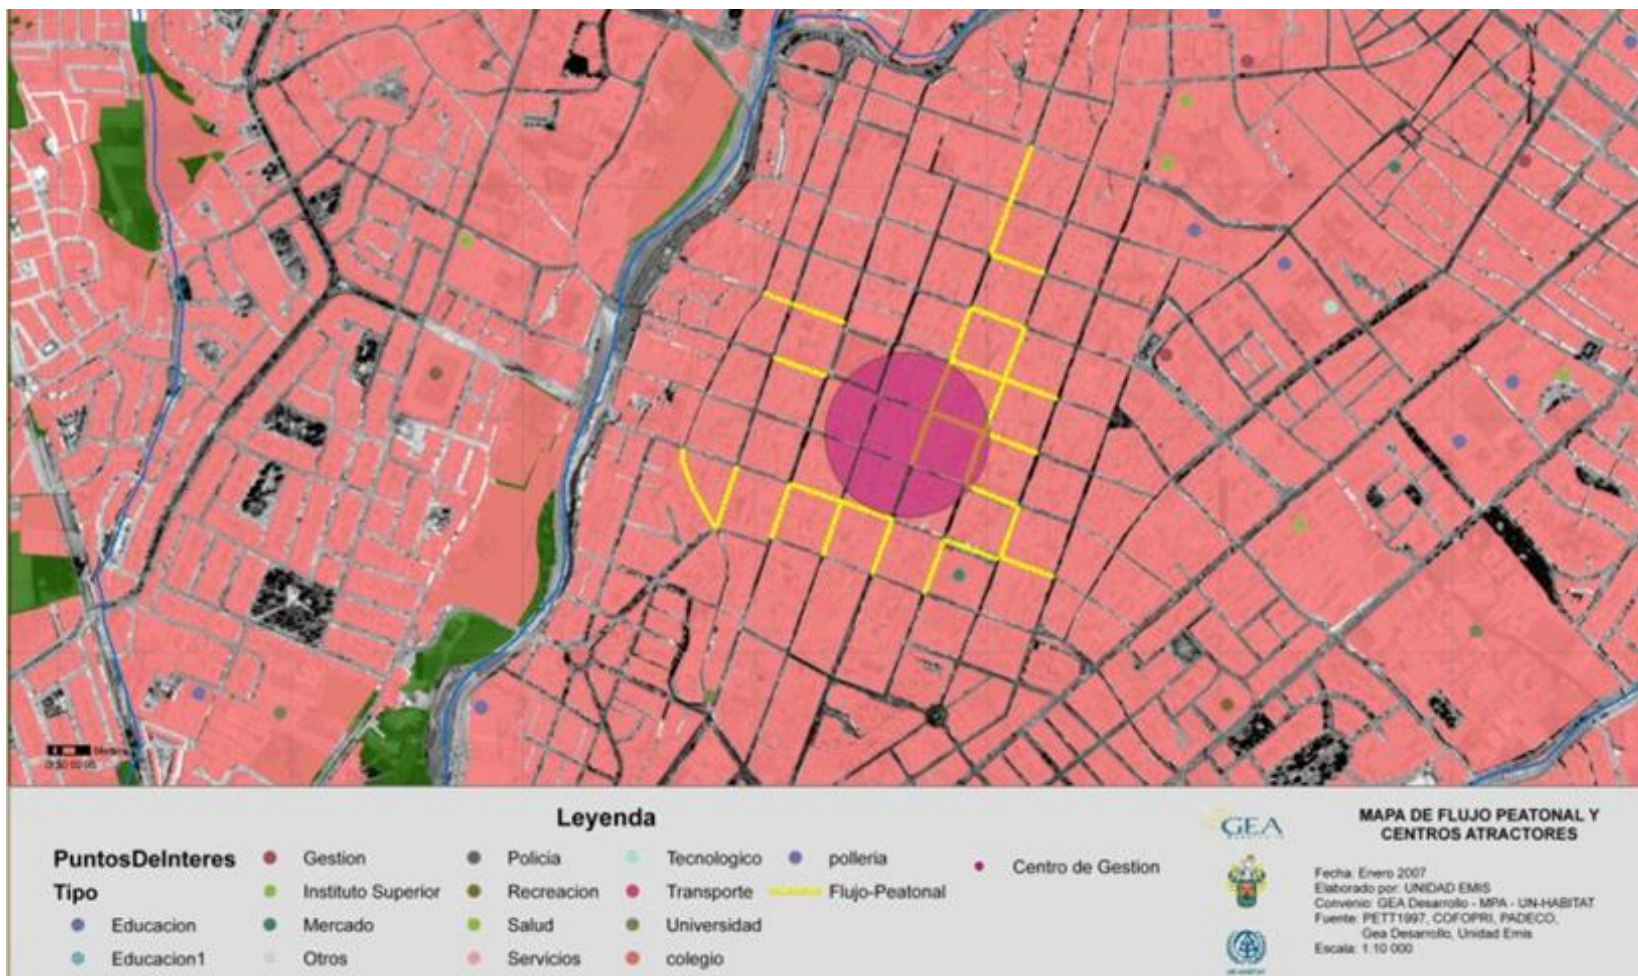 N
Leyenda
PuntosDeInteres
Tipo
Educacion
Educacion1
Gestion
Instituto Superior
Mercado
Otros
Policia
Recreacion
Salud
Servicios
Tecnologico
Transporte
Universidad
colegio
polleria
Flujo-Peatonal
Centro de Gestion
GEA
UN-HABITAT
MAPA DE FLUJO PEATONAL Y
CENTROS ATRACTORES
Fecha: Enero 2007
Elaborado por: UNIDAD EMIS
Convenio: GEA Desarrollo - MPA - UN-HABITAT
Fuente: PETT1997, COFOPRI, PADECO,
Gea Desarrollo, Unidad Emis
Escala: 1:10 000